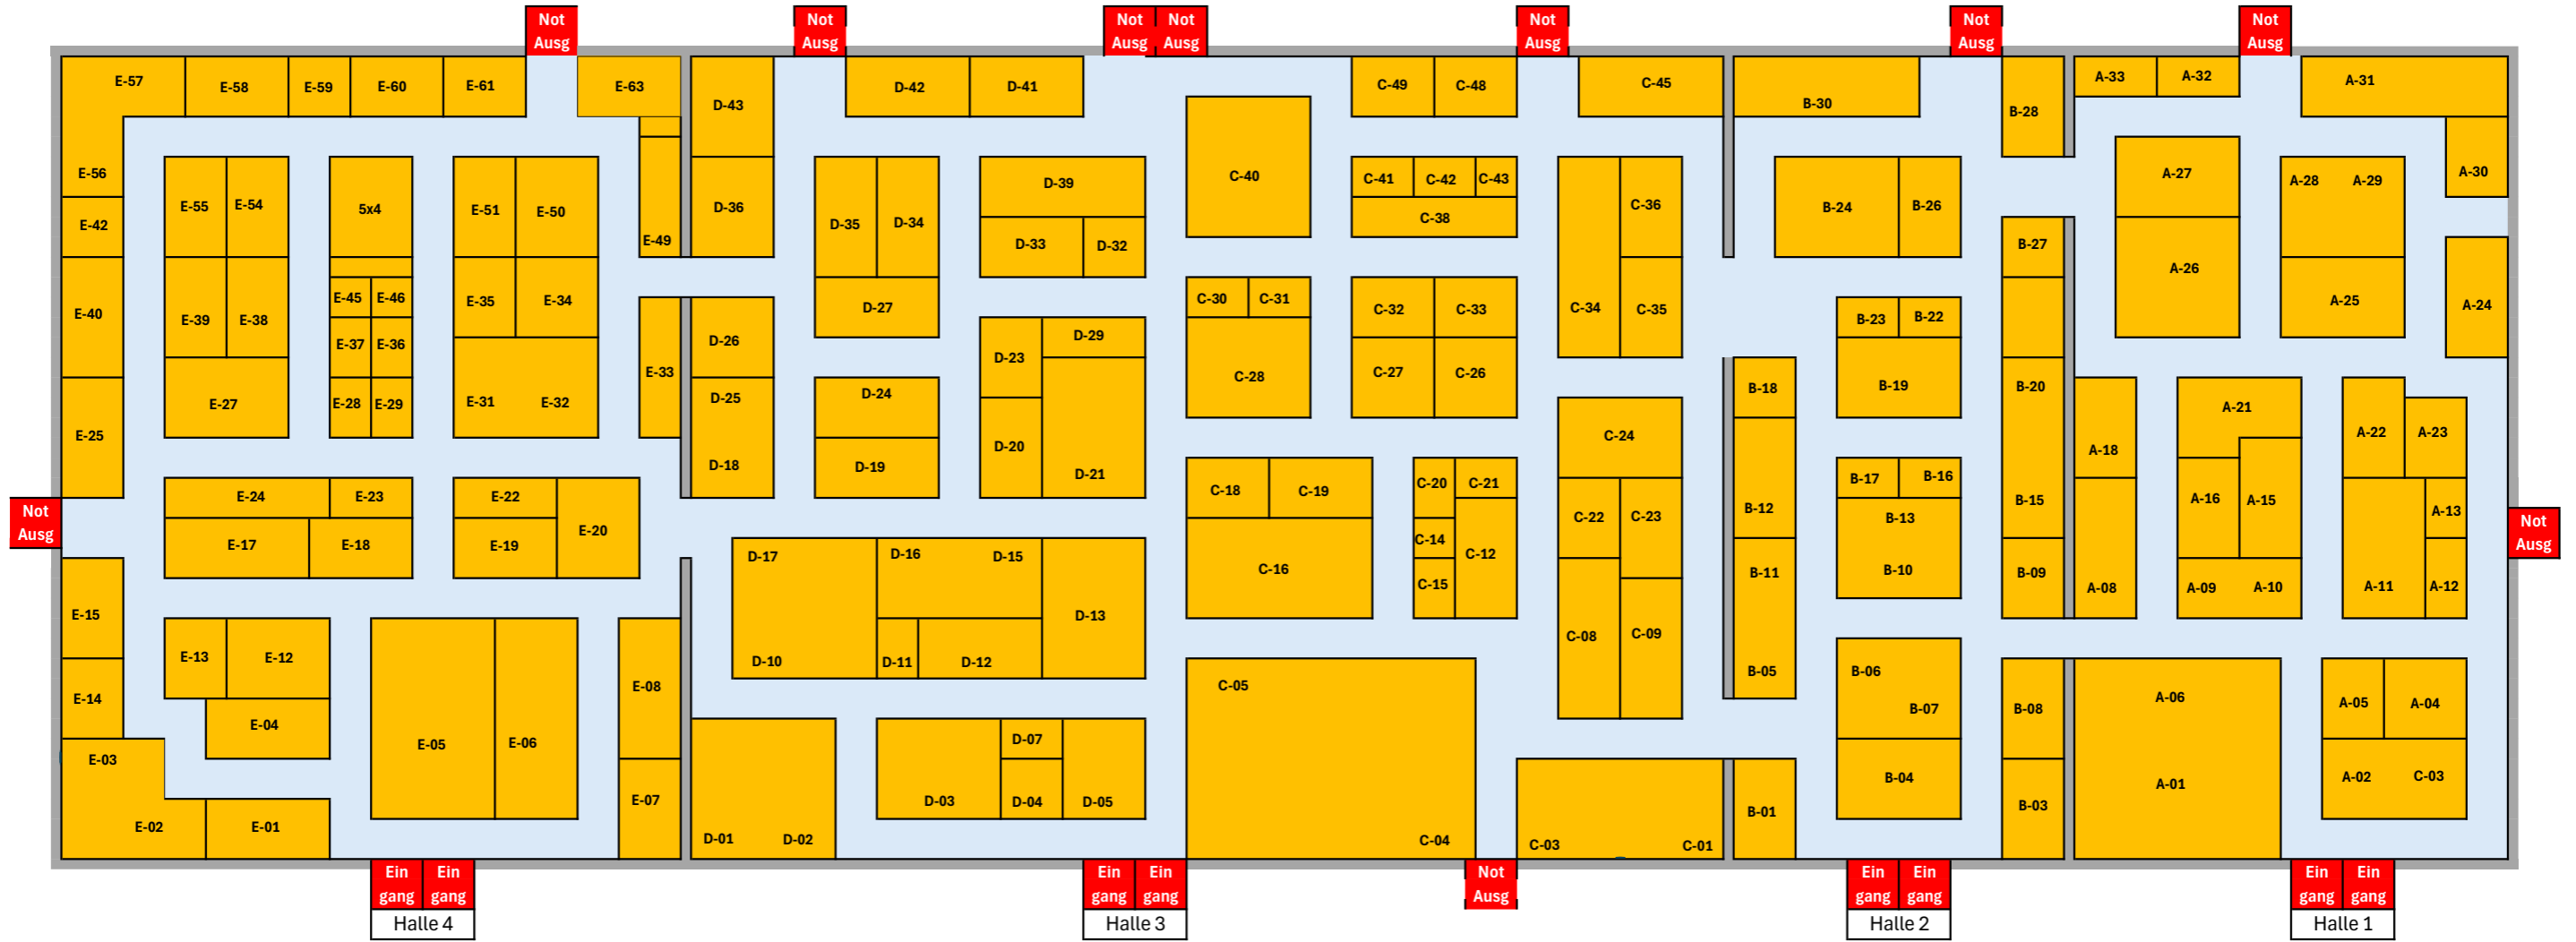 Not
Ausg
Not
Ausg
Not
Ausg
Not
Ausg
Not
Ausg
Not
Ausg
Not
Ausg
E-57
E-58
E-59
E-60
E-61
E-63
D-43
D-42
D-41
C-49
C-48
C-45
B-30
B-28
A-33
A-32
A-31
E-56
E-55
E-54
5x4
E-51
E-50
E-49
D-36
D-35
D-34
D-39
D-33
D-32
C-40
C-41
C-42
C-43
C-38
C-36
B-24
B-26
A-27
A-28
A-29
A-30
E-42
E-40
E-39
E-38
E-45
E-46
E-37
E-36
E-35
E-34
E-33
D-26
D-27
D-23
D-29
C-30
C-31
C-32
C-33
C-34
C-35
B-27
B-23
B-22
A-26
A-25
A-24
E-25
E-27
E-28
E-29
E-31
E-32
D-25
D-18
D-24
D-19
D-20
D-21
C-28
C-27
C-26
C-24
B-18
B-19
B-20
A-18
A-21
A-22
A-23
E-24
E-23
E-22
E-20
E-17
E-18
E-19
C-18
C-19
C-20
C-21
C-22
C-23
B-12
B-17
B-16
B-13
B-15
A-16
A-15
A-13
Not
Ausg
Not
Ausg
D-17
D-16
D-15
D-13
D-10
D-11
D-12
C-16
C-14
C-12
C-15
B-11
B-10
B-09
A-08
A-09
A-10
A-11
A-12
E-15
E-14
E-13
E-12
E-04
E-05
E-06
E-08
C-05
C-08
C-09
B-05
B-06
B-07
B-08
A-06
A-05
A-04
E-03
E-02
E-01
E-07
D-01
D-02
D-03
D-07
D-04
D-05
C-04
C-03
C-01
B-01
B-04
B-03
A-01
A-02
C-03
Ein
gang
Ein
gang
Halle 4
Ein
gang
Ein
gang
Halle 3
Not
Ausg
Ein
gang
Ein
gang
Halle 2
Ein
gang
Ein
gang
Halle 1